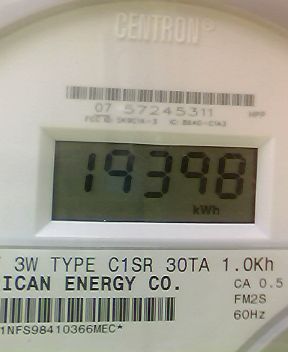 CENTRON®
07 57245311
HPP
19398
kWh
3W TYPE C1SR 30TA 1.0Kh
ICAN ENERGY CO.
CA 0.5
FM2S
60Hz
1NFS98410366MEC*